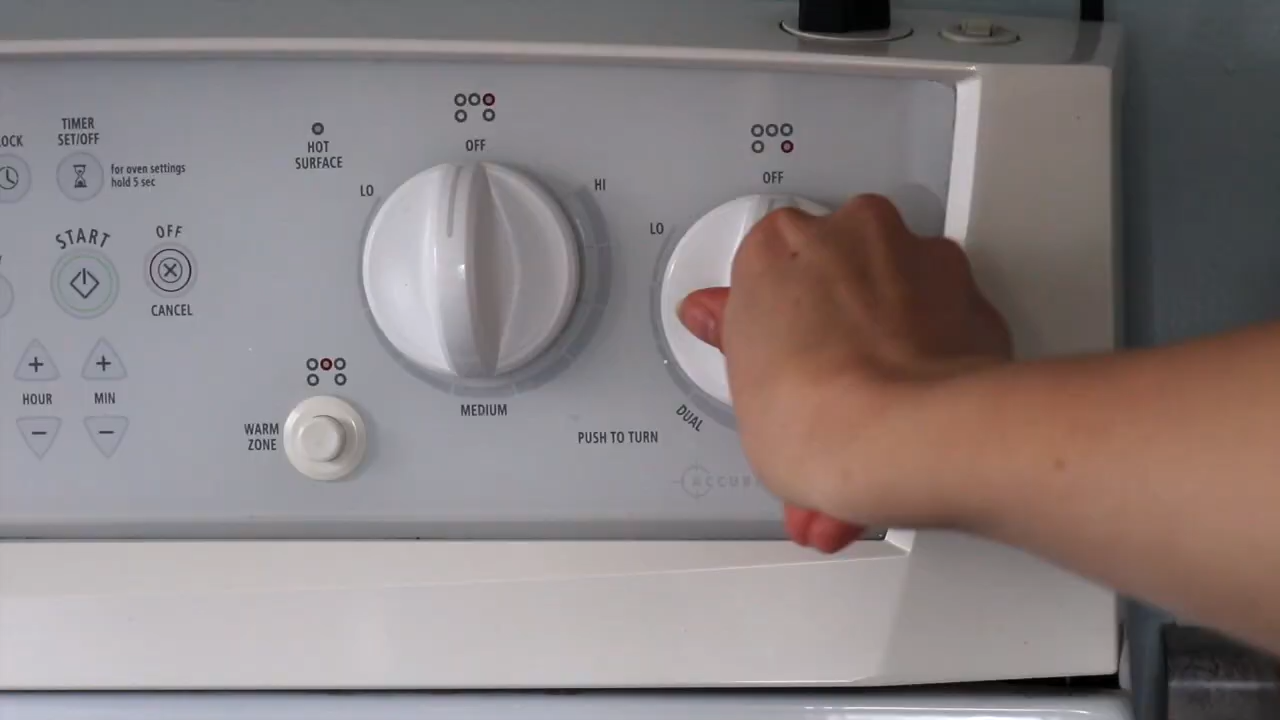 LOCK
TIMER
SET/OFF
for oven settings
hold 5 sec
START
OFF
CANCEL
HOUR
MIN
HOT
SURFACE
OFF
LO
HI
MEDIUM
WARM
ZONE
OFF
LO
DUAL
PUSH TO TURN